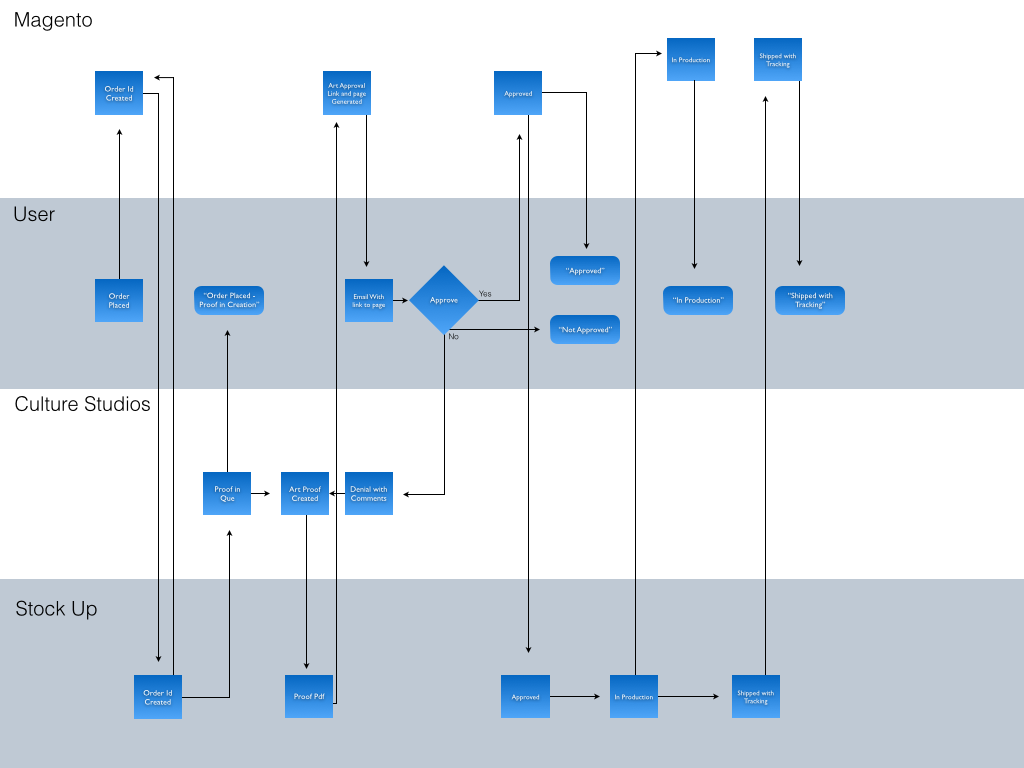 Magento
Order Id
Created
Art Approval
Link and page
Generated
Approved
In Production
Shipped with
Tracking
User
Order
Placed
“Order Placed -
Proof in Creation”
Email With
link to page
Approve
Yes
No
“Approved”
“Not Approved”
“In Production”
“Shipped with
Tracking”
Culture Studios
Proof in
Que
Art Proof
Created
Denial with
Comments
Stock Up
Order Id
Created
Proof Pdf
Approved
In Production
Shipped with
Tracking